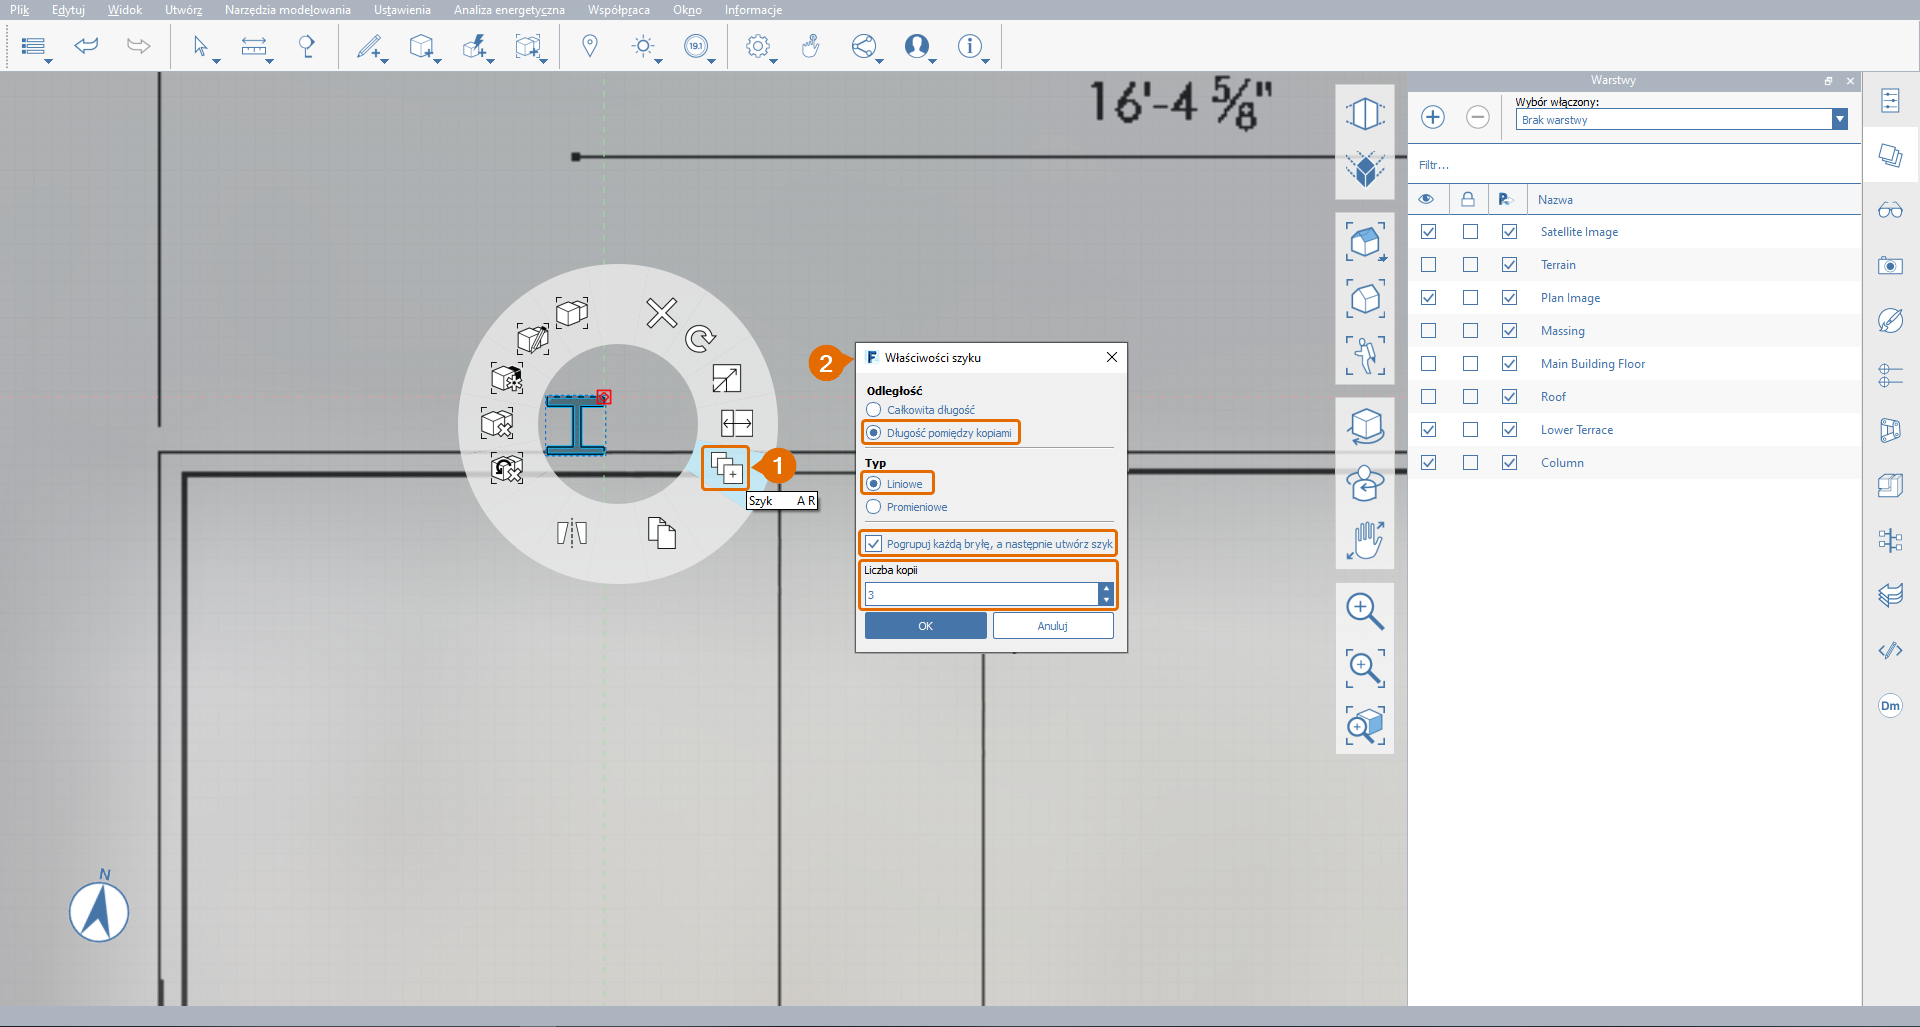 Plik Edytuj Widok Utwórz Narzędzia modelowania Ustawienia Analiza energetyczna Współpraca Okno Informacje
19.1
16'-4 5/8"
Warstwy
Wybór włączony:
Brak warstwy
Filtr...
Nazwa
Satellite Image
Terrain
Plan Image
Massing
Main Building Floor
Roof
Lower Terrace
Column
1
Szyk A R
2
F Właściwości szyku
Odległość
Całkowita długość
Długość pomiędzy kopiami
Typ
Liniowe
Promieniowe
Pogrupuj każdą bryłę, a następnie utwórz szyk
Liczba kopii
3
OK Anuluj
N
Dm